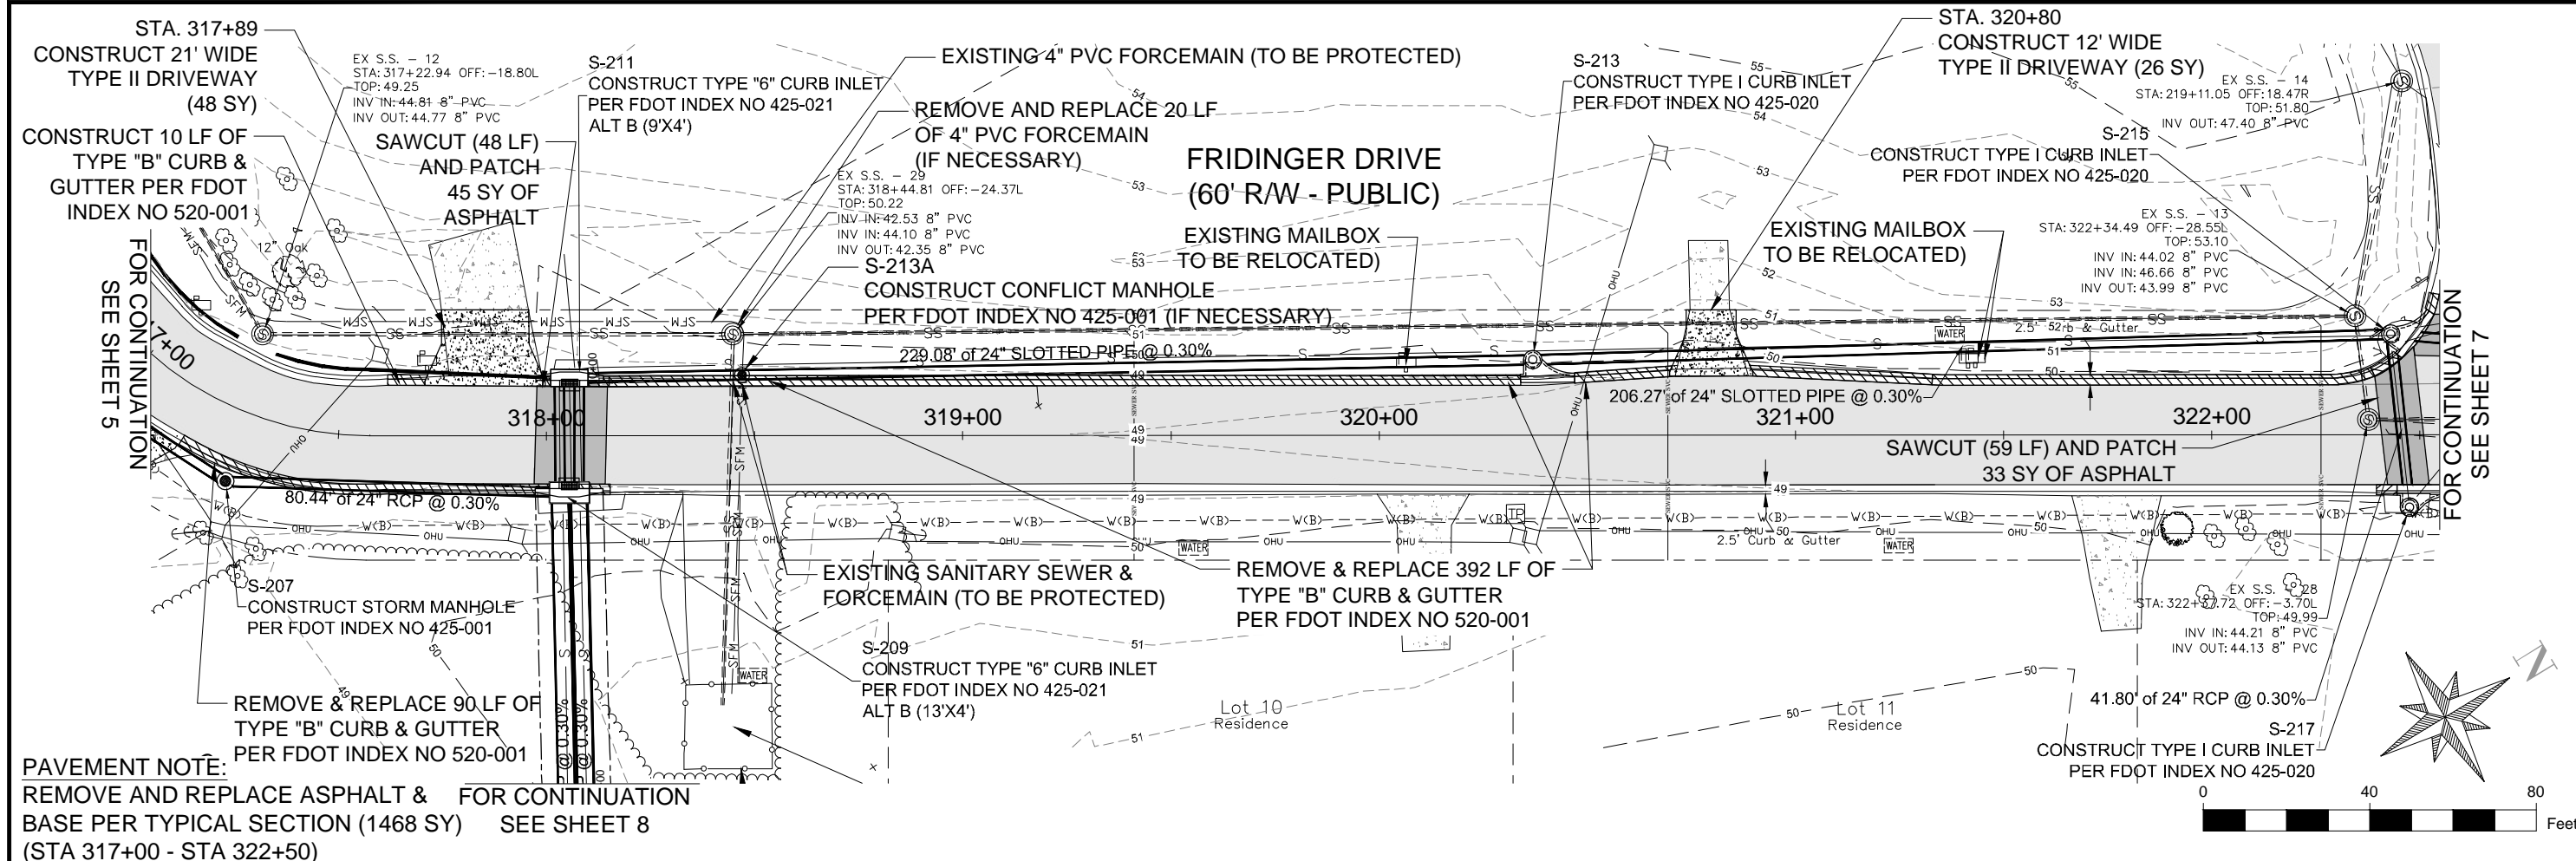 STA. 317+89
CONSTRUCT 21' WIDE
TYPE II DRIVEWAY
(48 SY)
CONSTRUCT 10 LF OF
TYPE "B" CURB &
GUTTER PER FDOT
INDEX NO 520-001
EX S.S. - 12
STA: 317+22.94 OFF:-18.80L
TOP: 49.25
INV IN: 44.81 8" PVC
INV OUT: 44.77 8" PVC
SAWCUT (48 LF)
AND PATCH
45 SY OF
ASPHALT
S-211
CONSTRUCT TYPE "6" CURB INLET
PER FDOT INDEX NO 425-021
ALT B (9'X4')
EXISTING 4" PVC FORCEMAIN (TO BE PROTECTED)
REMOVE AND REPLACE 20 LF
OF 4" PVC FORCEMAIN
(IF NECESSARY)
EX S.S. - 29
STA: 318+44.81 OFF:-24.37L
TOP: 50.22
INV IN: 42.53 8" PVC
INV IN: 44.10 8" PVC
INV OUT: 42.35 8" PVC
S-213A
CONSTRUCT CONFLICT MANHOLE
PER FDOT INDEX NO 425-001 (IF NECESSARY)
FRIDINGER DRIVE
(60' R/W - PUBLIC)
EXISTING MAILBOX
TO BE RELOCATED)
S-213
CONSTRUCT TYPE I CURB INLET
PER FDOT INDEX NO 425-020
STA. 320+80
CONSTRUCT 12' WIDE
TYPE II DRIVEWAY (26 SY)
EX S.S. - 14
STA: 219+11.05 OFF:18.47R
TOP: 51.80
INV OUT: 47.40 8" PVC
S-215
CONSTRUCT TYPE I CURB INLET
PER FDOT INDEX NO 425-020
EXISTING MAILBOX
TO BE RELOCATED)
EX S.S. - 13
STA: 322+34.49 OFF:-28.55L
TOP: 53.10
INV IN: 44.02 8" PVC
INV IN: 46.66 8" PVC
INV OUT: 43.99 8" PVC
FOR CONTINUATION
SEE SHEET 5
FOR CONTINUATION
SEE SHEET 7
12" Oak
229.08' of 24" SLOTTED PIPE @ 0.30%
206.27' of 24" SLOTTED PIPE @ 0.30%
2.5' Curb & Gutter
17+00
318+00
319+00
320+00
321+00
322+00
SAWCUT (59 LF) AND PATCH
33 SY OF ASPHALT
80.44' of 24" RCP @ 0.30%
2.5' Curb & Gutter
WATER
WATER
WATER
WATER
S-207
CONSTRUCT STORM MANHOLE
PER FDOT INDEX NO 425-001
EXISTING SANITARY SEWER &
FORCEMAIN (TO BE PROTECTED)
REMOVE & REPLACE 392 LF OF
TYPE "B" CURB & GUTTER
PER FDOT INDEX NO 520-001
S-209
CONSTRUCT TYPE "6" CURB INLET
PER FDOT INDEX NO 425-021
ALT B (13'X4')
REMOVE & REPLACE 90 LF OF
TYPE "B" CURB & GUTTER
PER FDOT INDEX NO 520-001
EX S.S. - 28
STA: 322+37.72 OFF:-3.70L
TOP: 49.99
INV IN: 44.21 8" PVC
INV OUT: 44.13 8" PVC
Lot 10
Residence
Lot 11
Residence
41.80' of 24" RCP @ 0.30%
S-217
CONSTRUCT TYPE I CURB INLET
PER FDOT INDEX NO 425-020
PAVEMENT NOTE:
REMOVE AND REPLACE ASPHALT &
BASE PER TYPICAL SECTION (1468 SY)
(STA 317+00 - STA 322+50)
FOR CONTINUATION
SEE SHEET 8
N
0 40 80
Feet